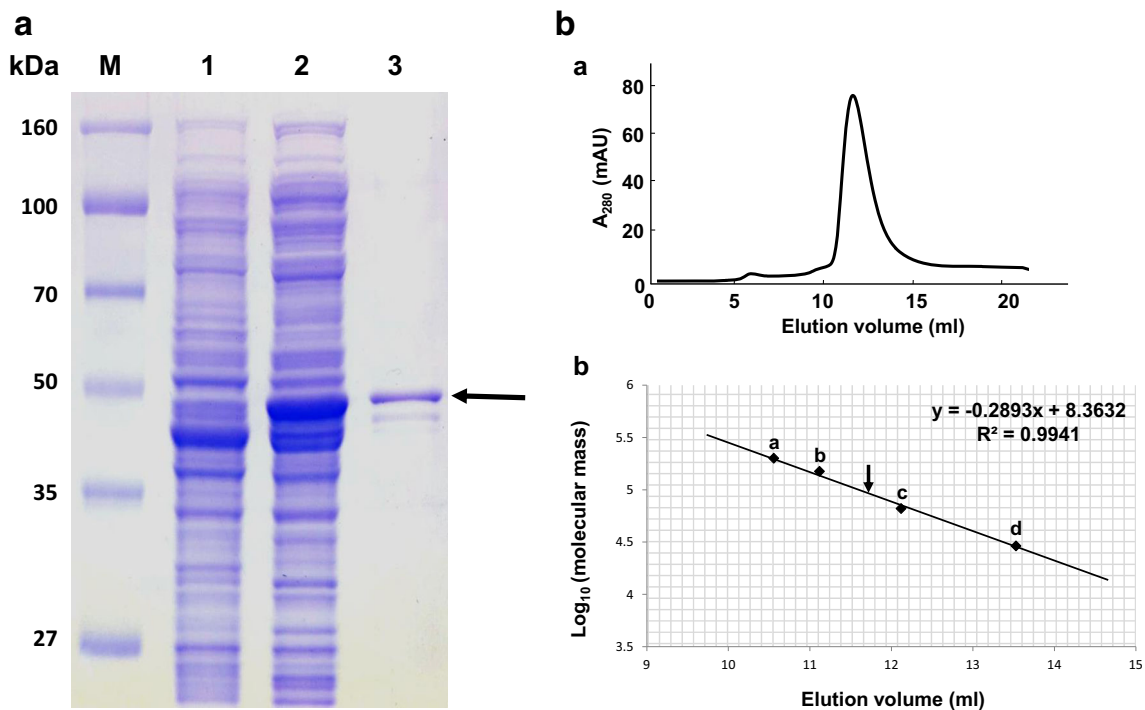 a
kDa M 1 2 3
160
100
70
50
35
27
b
a
80
60
40
20
0
A280 (mAU)
0 5 10 15 20
Elution volume (ml)
b
6
5.5
5
4.5
4
3.5
Log10 (molecular mass)
y = -0.2893x + 8.3632
R² = 0.9941
a
b
c
d
9 10 11 12 13 14 15
Elution volume (ml)